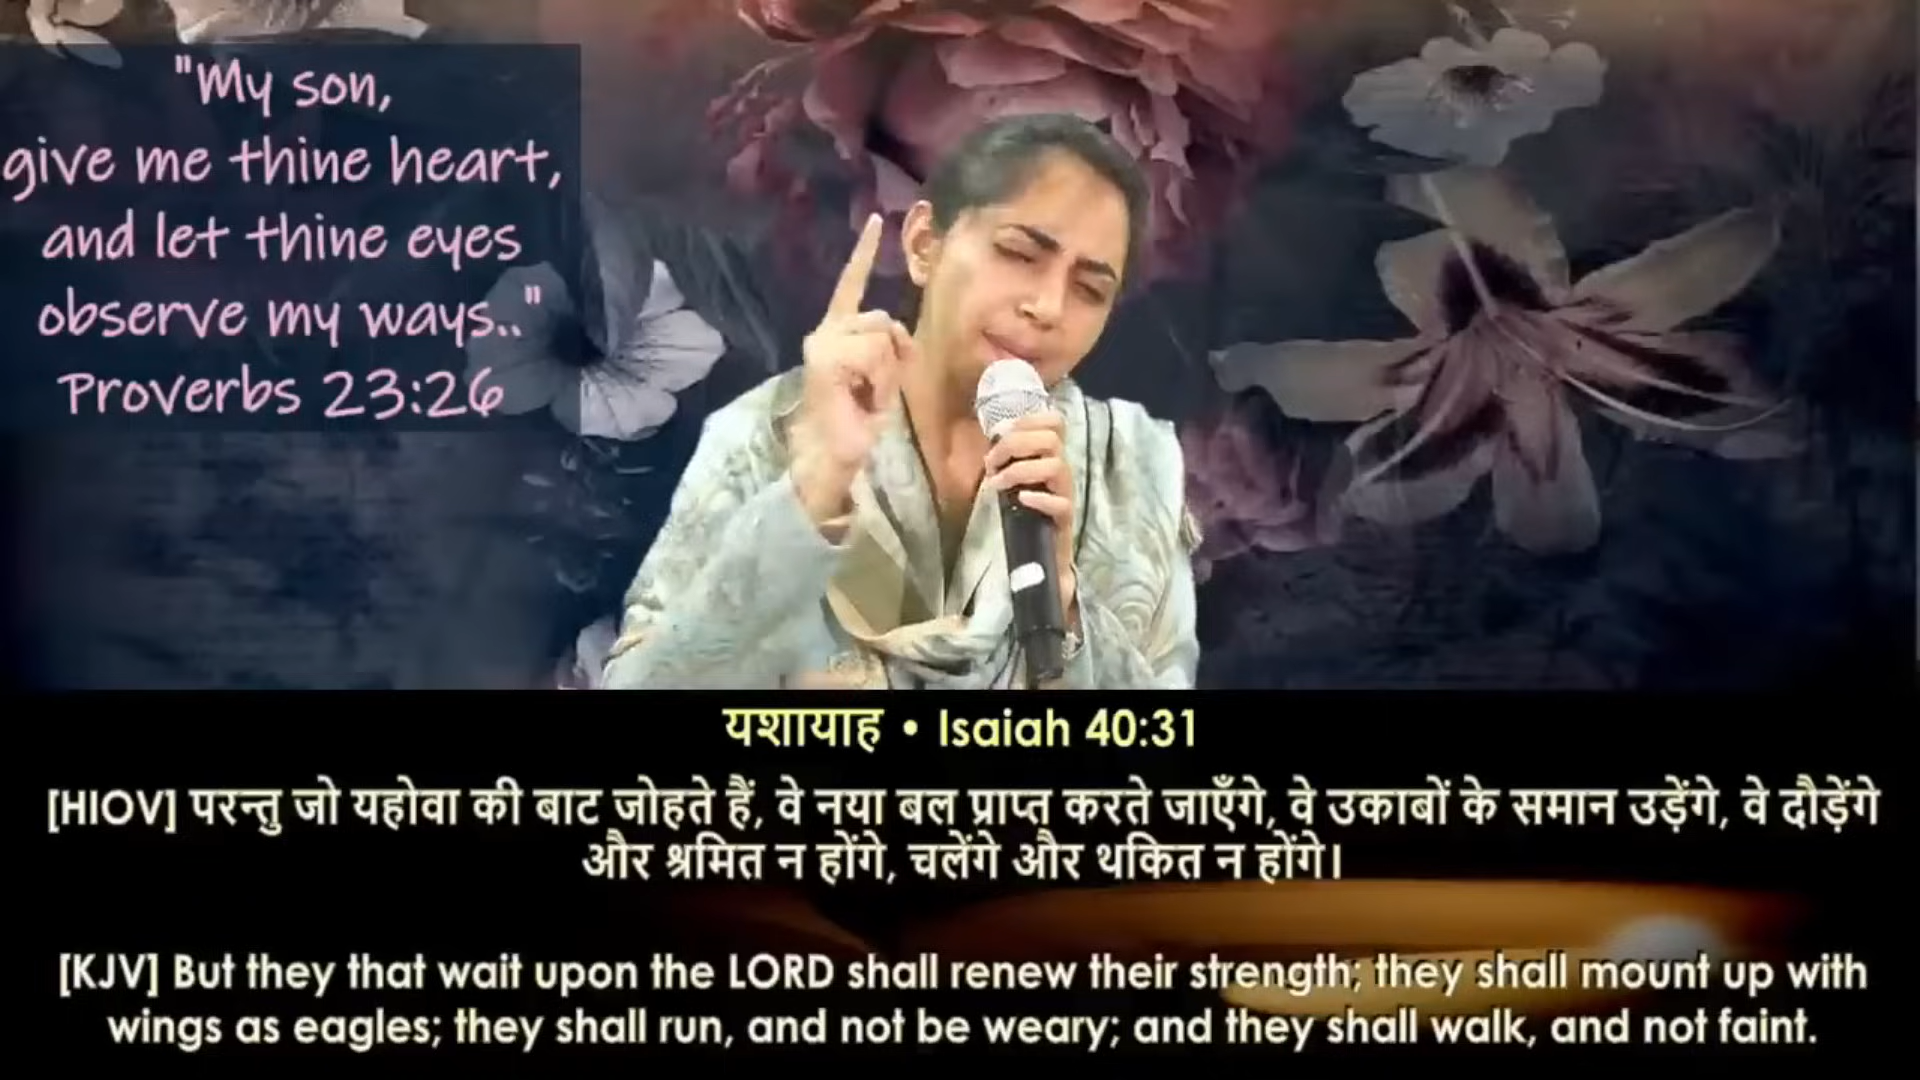 "My son,
give me thine heart,
and let thine eyes
observe my ways.."
Proverbs 23:26
यशायाह • Isaiah 40:31
[HIOV] परन्तु जो यहोवा की बाट जोहते हैं, वे नया बल प्राप्त करते जाएँगे, वे उकाबों के समान उड़ेंगे, वे दौड़ेंगे
और श्रमित न होंगे, चलेंगे और थकित न होंगे।
[KJV] But they that wait upon the LORD shall renew their strength; they shall mount up with
wings as eagles; they shall run, and not be weary; and they shall walk, and not faint.